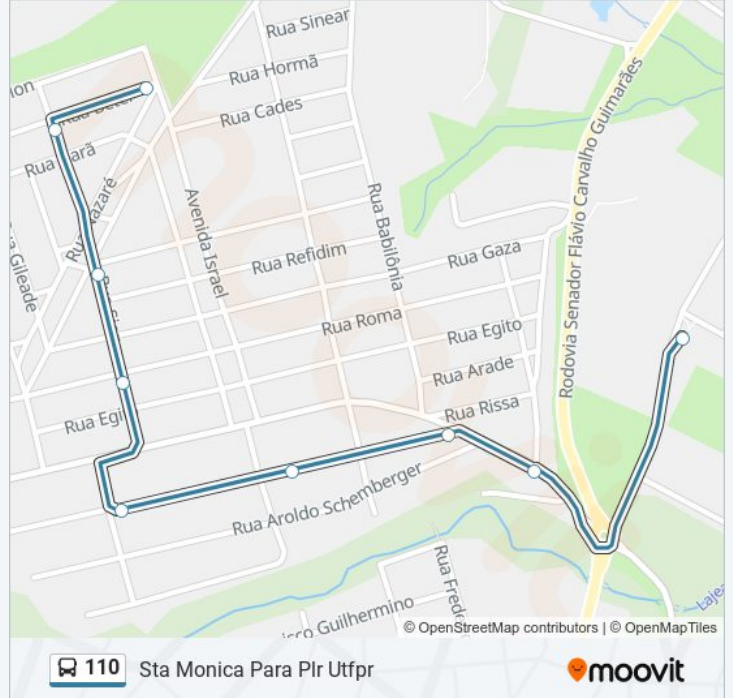 Rua Sinear
Rua Hormã
Rua Cades
Rua
Avenida Israel
Rua Babilônia
Rodovia Senador Flávio Carvalho Guimarães
Gileade
Rua Refidim
Rua Gaza
Rua Roma
Rua Egito
Rua Arade
Rua Rissa
Rua
Rua Aroldo Schemberger
Rua
Guilhermino
© OpenStreetMap contributors | © OpenMapTiles
110 Sta Monica Para Plr Utfpr
moovit